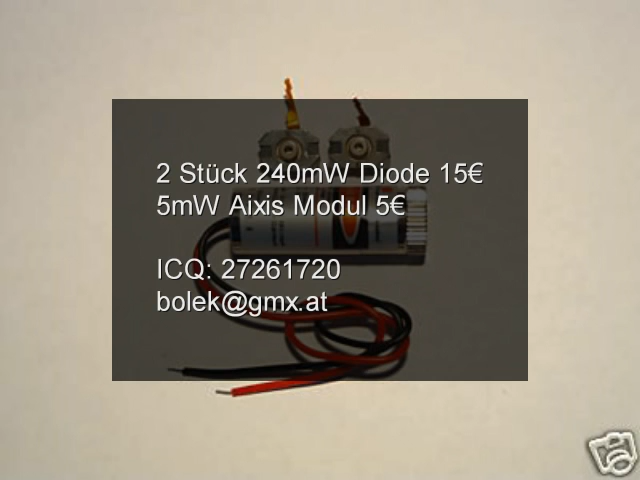 2 Stück 240mW Diode 15€
5mW Aixis Modul 5€
ICQ: 27261720
bolek@gmx.at